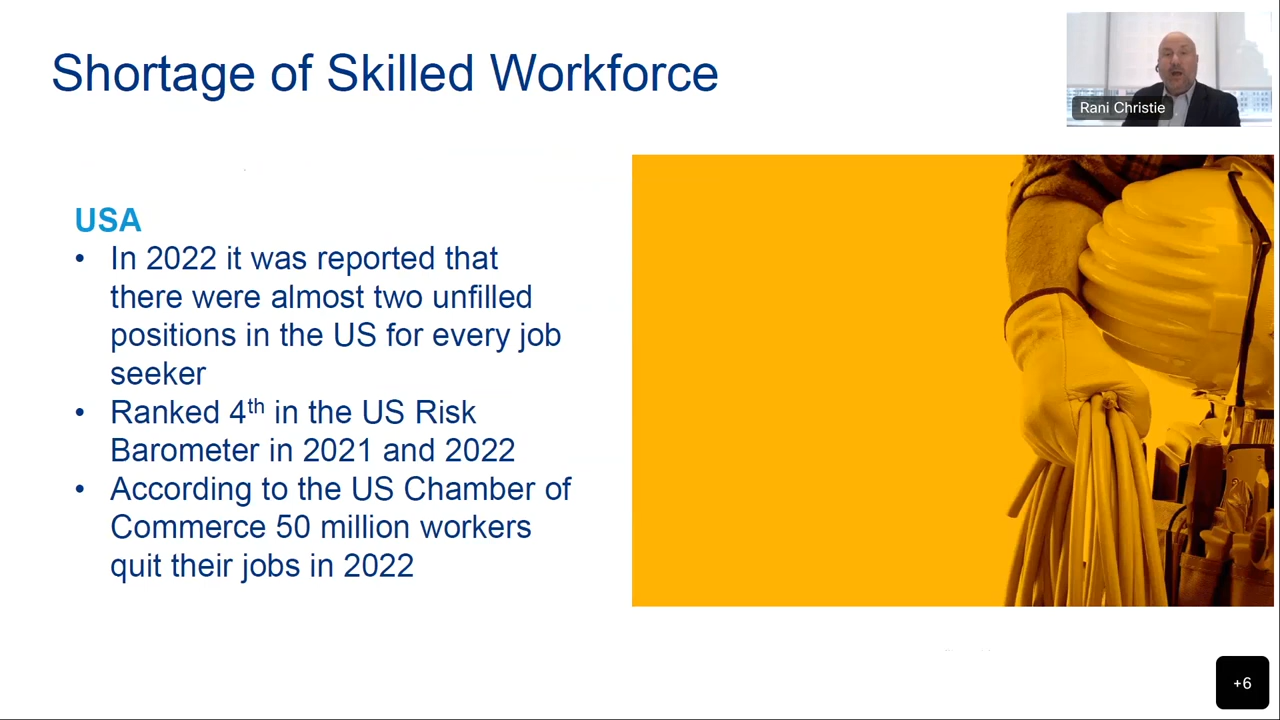 Shortage of Skilled Workforce
Rani Christie
USA
• In 2022 it was reported that
there were almost two unfilled
positions in the US for every job
seeker
• Ranked 4th in the US Risk
Barometer in 2021 and 2022
• According to the US Chamber of
Commerce 50 million workers
quit their jobs in 2022
+6